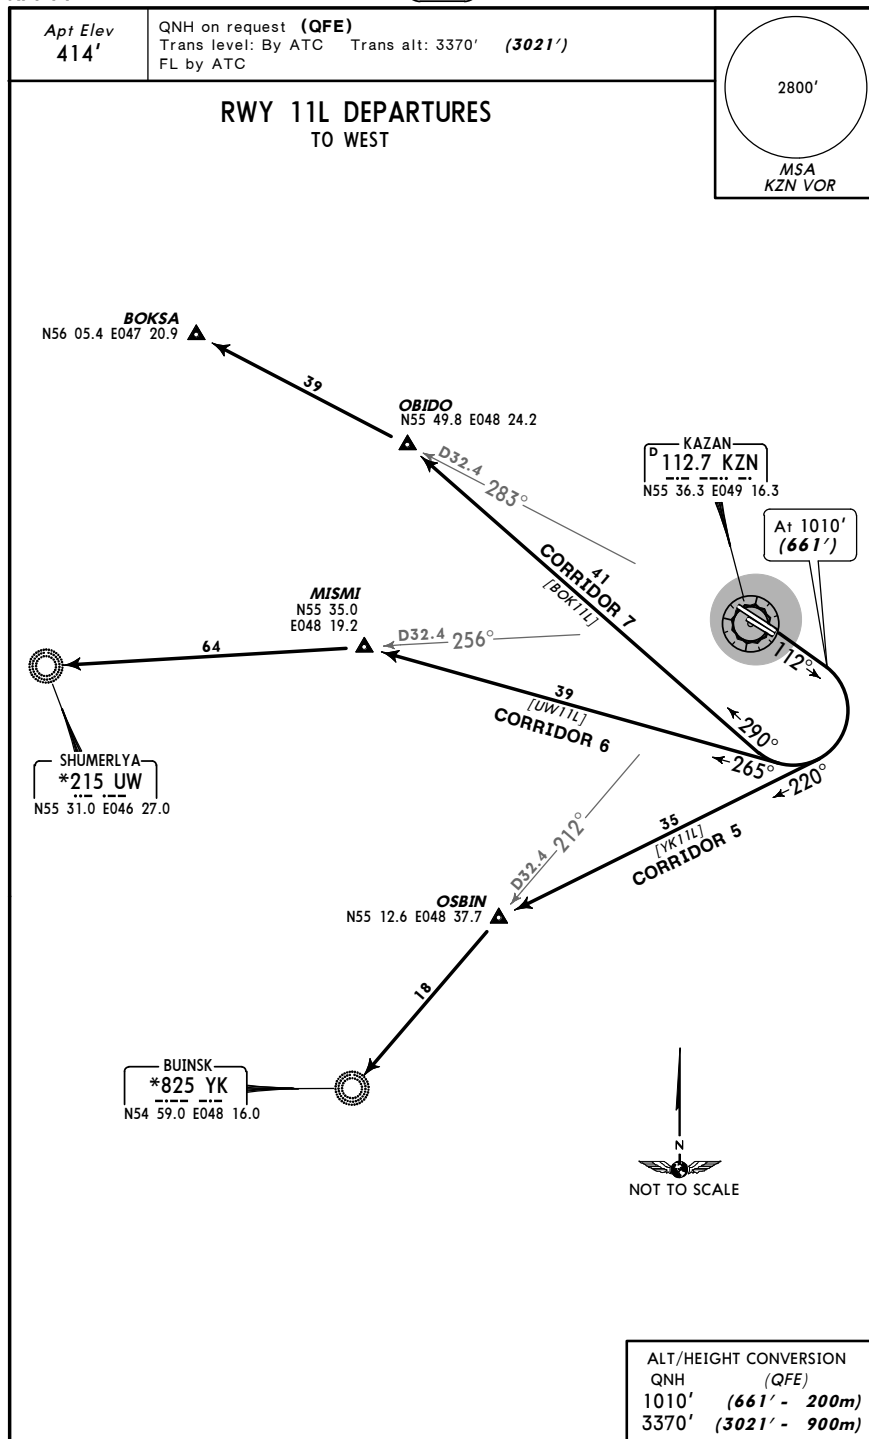 Apt Elev
414'
QNH on request (QFE)
Trans level: By ATC Trans alt: 3370' (3021')
FL by ATC
2800'
MSA
KZN VOR
RWY 11L DEPARTURES
TO WEST
BOKSA
N56 05.4 E047 20.9
39
OBIDO
N55 49.8 E048 24.2
D32.4 283°
KAZAN
D 112.7 KZN
N55 36.3 E049 16.3
At 1010'
(661')
41
CORRIDOR 7
[BOK11L]
MISMI
N55 35.0
E048 19.2
D32.4 256°
64
112°
39
[UW11L]
CORRIDOR 6
290°
265°
220°
SHUMERLYA
*215 UW
N55 31.0 E046 27.0
35
[YK11L]
CORRIDOR 5
D32.4 212°
OSBIN
N55 12.6 E048 37.7
18
BUINSK
*825 YK
N54 59.0 E048 16.0
N
NOT TO SCALE
ALT/HEIGHT CONVERSION
QNH (QFE)
1010' (661' - 200m)
3370' (3021' - 900m)